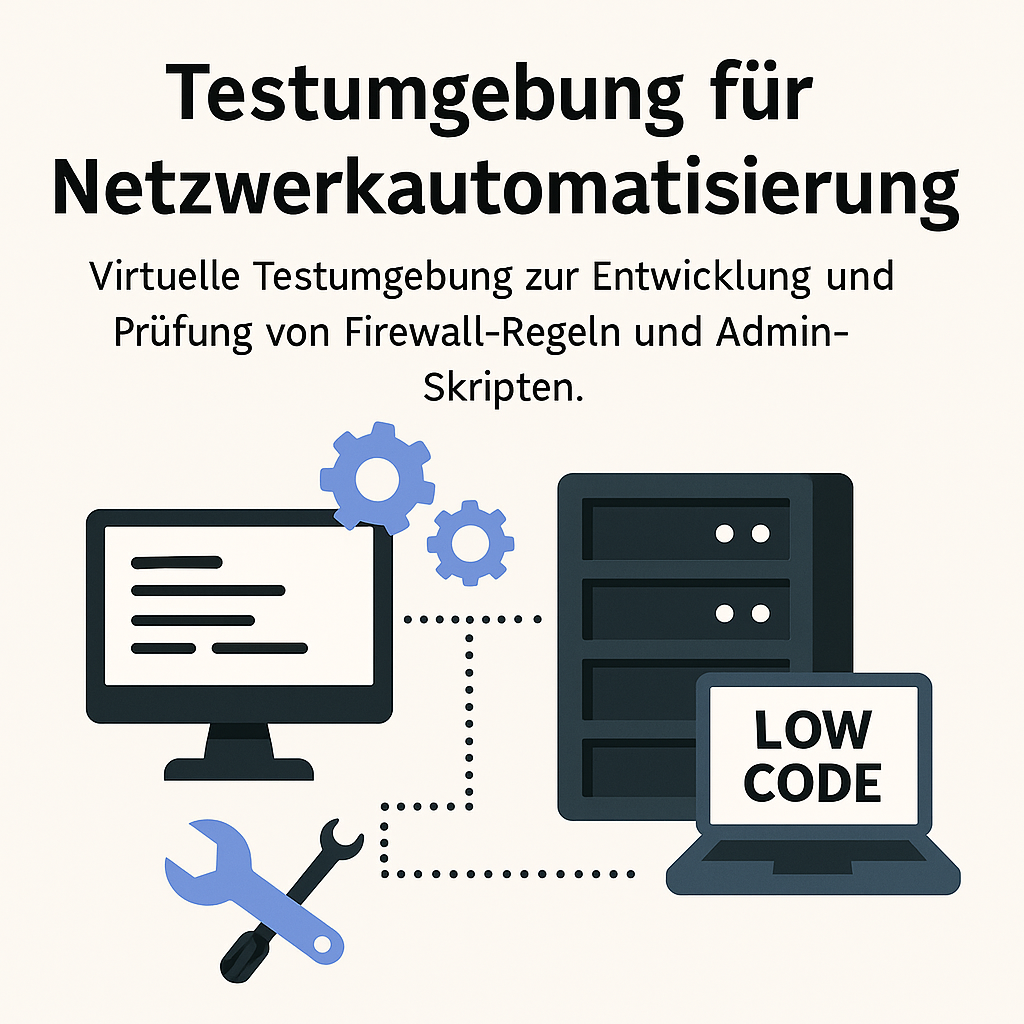 Testumgebung für
Netzwerkautomatisierung
Virtuelle Testumgebung zur Entwicklung und
Prüfung von Firewall-Regeln und Admin-
Skripten.
LOW
CODE